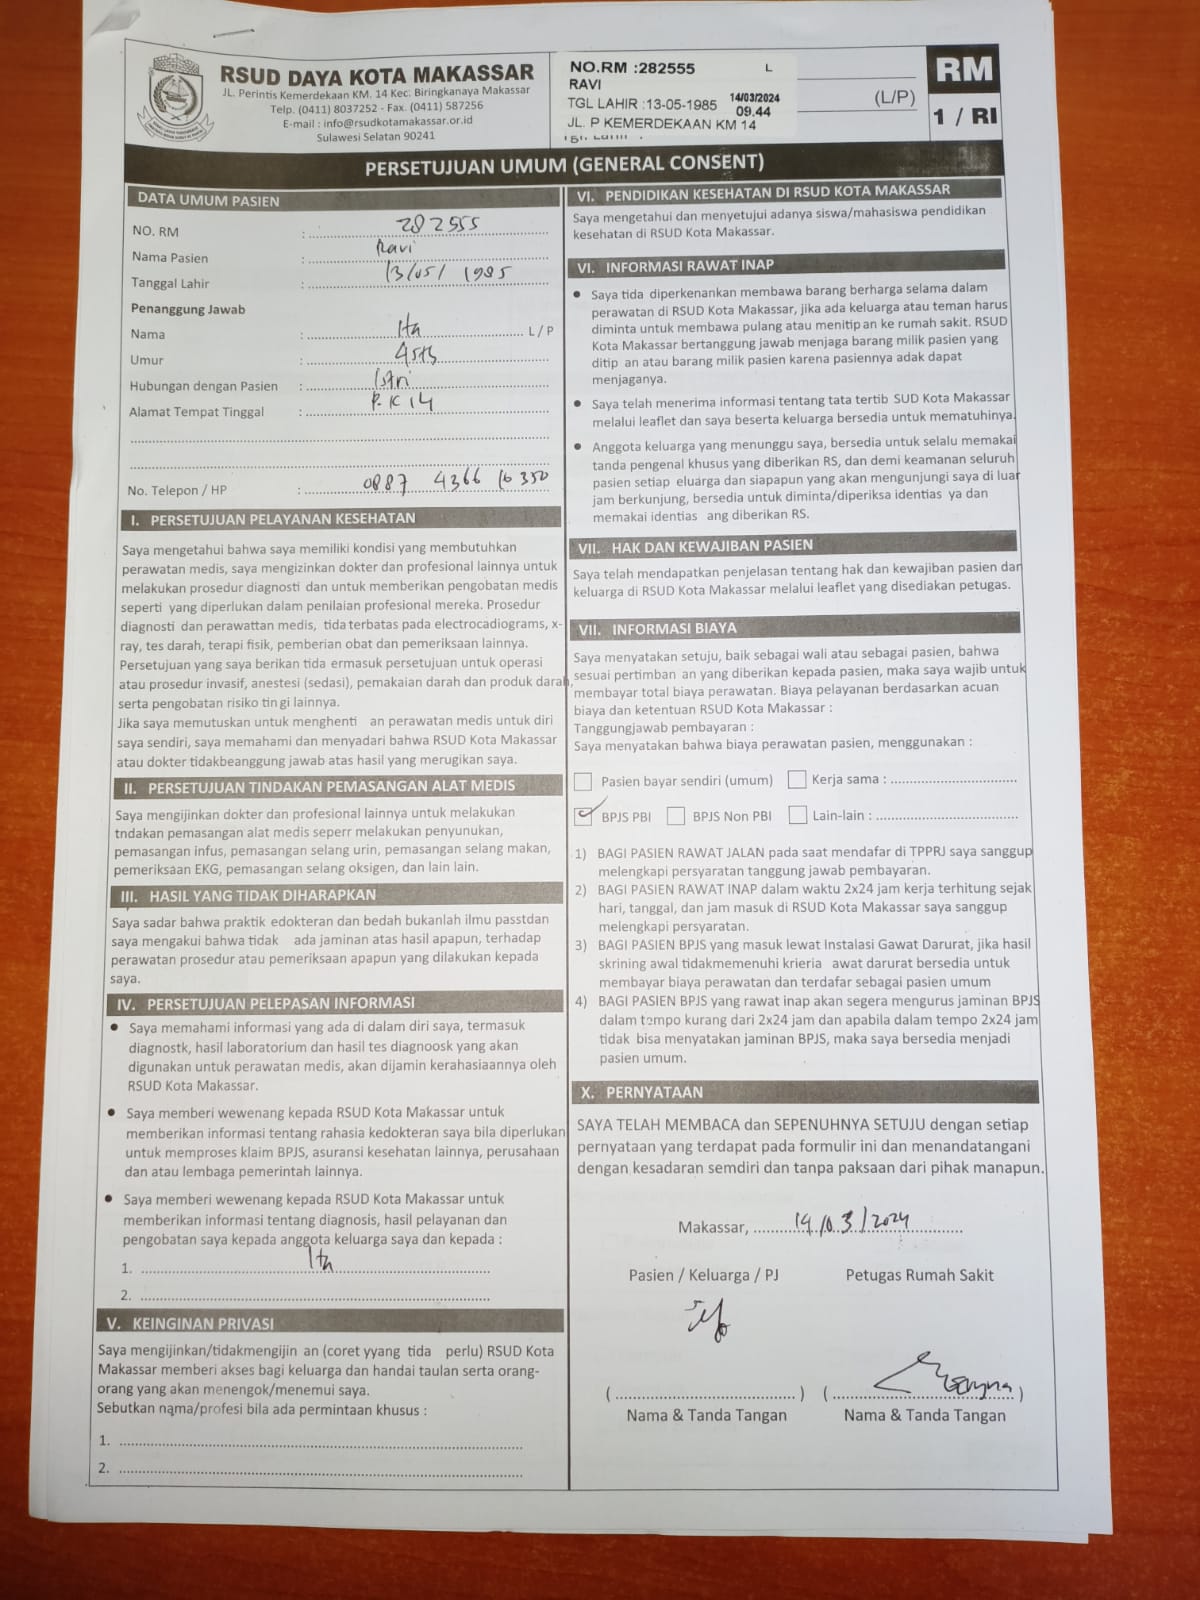 RSUD DAYA KOTA MAKASSAR
JL. Perintis Kemerdekaan KM. 14 Kec. Biringkanaya Makassar
Telp. (0411) 8037252 - Fax. (0411) 587256
E-mail : info@rsudkotamakassar.or.id
Sulawesi Selatan 90241
NO.RM :282555 L
RAVI
TGL LAHIR :13-05-1985 14/03/2024
09.44
JL. P KEMERDEKAAN KM 14
(L/P)
RM
1 / RI
PERSETUJUAN UMUM (GENERAL CONSENT)
DATA UMUM PASIEN
NO. RM : 282555
Nama Pasien : Ravi
Tanggal Lahir : 13/05/ 1985
Penanggung Jawab
Nama : Ita L / P
Umur : 45th
Hubungan dengan Pasien : Istri
Alamat Tempat Tinggal : P.K 14
No. Telepon / HP : 0887 4366 16 350
I. PERSETUJUAN PELAYANAN KESEHATAN
Saya mengetahui bahwa saya memiliki kondisi yang membutuhkan
perawatan medis, saya mengizinkan dokter dan profesional lainnya untuk
melakukan prosedur diagnosti dan untuk memberikan pengobatan medis
seperti yang diperlukan dalam penilaian profesional mereka. Prosedur
diagnosti dan perawattan medis, tida terbatas pada electrocadiograms, x-
ray, tes darah, terapi fisik, pemberian obat dan pemeriksaan lainnya.
Persetujuan yang saya berikan tida ermasuk persetujuan untuk operasi
atau prosedur invasif, anestesi (sedasi), pemakaian darah dan produk darah,
serta pengobatan risiko tin gi lainnya.
Jika saya memutuskan untuk menghenti an perawatan medis untuk diri
saya sendiri, saya memahami dan menyadari bahwa RSUD Kota Makassar
atau dokter tidakbeanggung jawab atas hasil yang merugikan saya.
II. PERSETUJUAN TINDAKAN PEMASANGAN ALAT MEDIS
Saya mengijinkan dokter dan profesional lainnya untuk melakukan
tndakan pemasangan alat medis seperr melakukan penyunukan,
pemasangan infus, pemasangan selang urin, pemasangan selang makan,
pemeriksaan EKG, pemasangan selang oksigen, dan lain lain.
III. HASIL YANG TIDAK DIHARAPKAN
Saya sadar bahwa praktik edokteran dan bedah bukanlah ilmu passtdan
saya mengakui bahwa tidak ada jaminan atas hasil apapun, terhadap
perawatan prosedur atau pemeriksaan apapun yang dilakukan kepada
saya.
IV. PERSETUJUAN PELEPASAN INFORMASI
• Saya memahami informasi yang ada di dalam diri saya, termasuk
diagnostk, hasil laboratorium dan hasil tes diagnoosk yang akan
digunakan untuk perawatan medis, akan dijamin kerahasiaannya oleh
RSUD Kota Makassar.
• Saya memberi wewenang kepada RSUD Kota Makassar untuk
memberikan informasi tentang rahasia kedokteran saya bila diperlukan
untuk memproses klaim BPJS, asuransi kesehatan lainnya, perusahaan
dan atau lembaga pemerintah lainnya.
• Saya memberi wewenang kepada RSUD Kota Makassar untuk
memberikan informasi tentang diagnosis, hasil pelayanan dan
pengobatan saya kepada anggota keluarga saya dan kepada :
1. Ita
2.
V. KEINGINAN PRIVASI
Saya mengijinkan/tidakmengijin an (coret yyang tida perlu) RSUD Kota
Makassar memberi akses bagi keluarga dan handai taulan serta orang-
orang yang akan menengok/menemui saya.
Sebutkan nama/profesi bila ada permintaan khusus :
1.
2.
VI. PENDIDIKAN KESEHATAN DI RSUD KOTA MAKASSAR
Saya mengetahui dan menyetujui adanya siswa/mahasiswa pendidikan
kesehatan di RSUD Kota Makassar.
VI. INFORMASI RAWAT INAP
• Saya tida diperkenankan membawa barang berharga selama dalam
perawatan di RSUD Kota Makassar, jika ada keluarga atau teman harus
diminta untuk membawa pulang atau menitip an ke rumah sakit. RSUD
Kota Makassar bertanggung jawab menjaga barang milik pasien yang
ditip an atau barang milik pasien karena pasiennya adak dapat
menjaganya.
• Saya telah menerima informasi tentang tata tertib SUD Kota Makassar
melalui leaflet dan saya beserta keluarga bersedia untuk mematuhinya.
• Anggota keluarga yang menunggu saya, bersedia untuk selalu memakai
tanda pengenal khusus yang diberikan RS, dan demi keamanan seluruh
pasien setiap eluarga dan siapapun yang akan mengunjungi saya di luar
jam berkunjung, bersedia untuk diminta/diperiksa identias ya dan
memakai identias ang diberikan RS.
VII. HAK DAN KEWAJIBAN PASIEN
Saya telah mendapatkan penjelasan tentang hak dan kewajiban pasien dar
keluarga di RSUD Kota Makassar melalui leaflet yang disediakan petugas.
VII. INFORMASI BIAYA
Saya menyatakan setuju, baik sebagai wali atau sebagai pasien, bahwa
sesuai pertimban an yang diberikan kepada pasien, maka saya wajib untuk
membayar total biaya perawatan. Biaya pelayanan berdasarkan acuan
biaya dan ketentuan RSUD Kota Makassar :
Tanggungjawab pembayaran :
Saya menyatakan bahwa biaya perawatan pasien, menggunakan :
Pasien bayar sendiri (umum) Kerja sama :
BPJS PBI BPJS Non PBI Lain-lain :
1) BAGI PASIEN RAWAT JALAN pada saat mendafar di TPPRJ saya sanggup
melengkapi persyaratan tanggung jawab pembayaran.
2) BAGI PASIEN RAWAT INAP dalam waktu 2x24 jam kerja terhitung sejak
hari, tanggal, dan jam masuk di RSUD Kota Makassar saya sanggup
melengkapi persyaratan.
3) BAGI PASIEN BPJS yang masuk lewat Instalasi Gawat Darurat, jika hasil
skrining awal tidakmemenuhi krieria awat darurat bersedia untuk
membayar biaya perawatan dan terdafar sebagai pasien umum
4) BAGI PASIEN BPJS yang rawat inap akan segera mengurus jaminan BPJS
dalam tempo kurang dari 2x24 jam dan apabila dalam tempo 2x24 jam
tidak bisa menyatakan jaminan BPJS, maka saya bersedia menjadi
pasien umum.
X. PERNYATAAN
SAYA TELAH MEMBACA dan SEPENUHNYA SETUJU dengan setiap
pernyataan yang terdapat pada formulir ini dan menandatangani
dengan kesadaran semdiri dan tanpa paksaan dari pihak manapun.
Makassar, 14/03/2024
Pasien / Keluarga / PJ Petugas Rumah Sakit
( ) ( )
Nama & Tanda Tangan Nama & Tanda Tangan